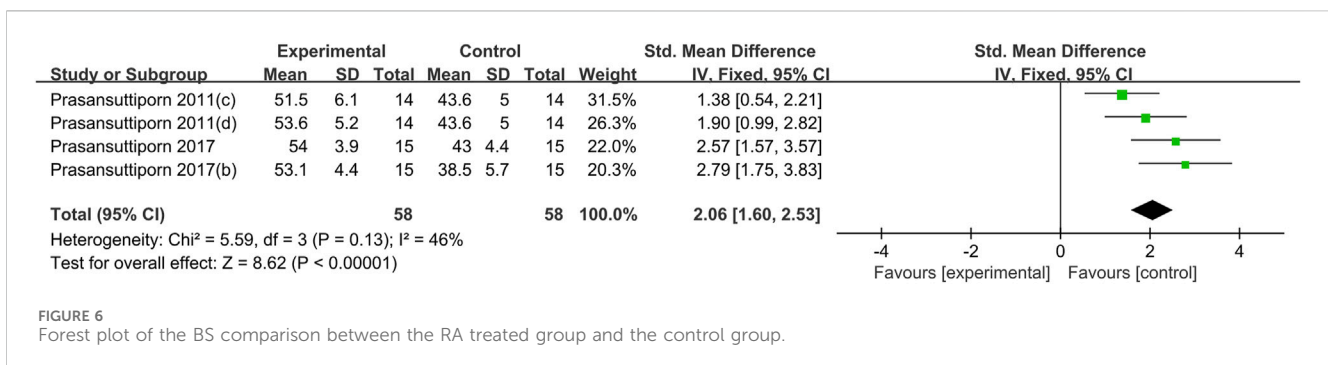 Experimental Control Std. Mean Difference Std. Mean Difference
Study or Subgroup Mean SD Total Mean SD Total Weight IV, Fixed, 95% CI IV, Fixed, 95% CI
Prasansuttiporn 2011(c) 51.5 6.1 14 43.6 5 14 31.5% 1.38 [0.54, 2.21]
Prasansuttiporn 2011(d) 53.6 5.2 14 43.6 5 14 26.3% 1.90 [0.99, 2.82]
Prasansuttiporn 2017 54 3.9 15 43 4.4 15 22.0% 2.57 [1.57, 3.57]
Prasansuttiporn 2017(b) 53.1 4.4 15 38.5 5.7 15 20.3% 2.79 [1.75, 3.83]
Total (95% CI) 58 58 100.0% 2.06 [1.60, 2.53]
Heterogeneity: Chi² = 5.59, df = 3 (P = 0.13); I² = 46%
Test for overall effect: Z = 8.62 (P < 0.00001)
-4 -2 0 2 4
Favours [experimental] Favours [control]
FIGURE 6
Forest plot of the BS comparison between the RA treated group and the control group.